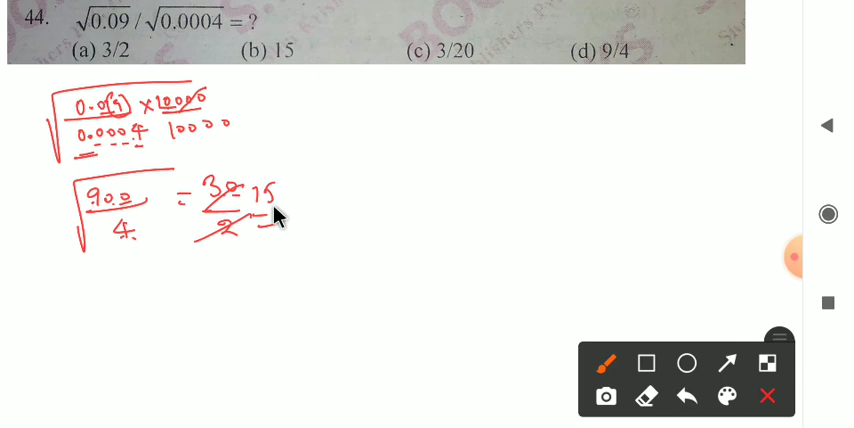 44. √0.09 / √0.0004 = ?
(a) 3/2 (b) 15 (c) 3/20 (d) 9/4
√ 0.09 × 10000
0.0004 10000
√ 900 / 4 = 30 / 2 15